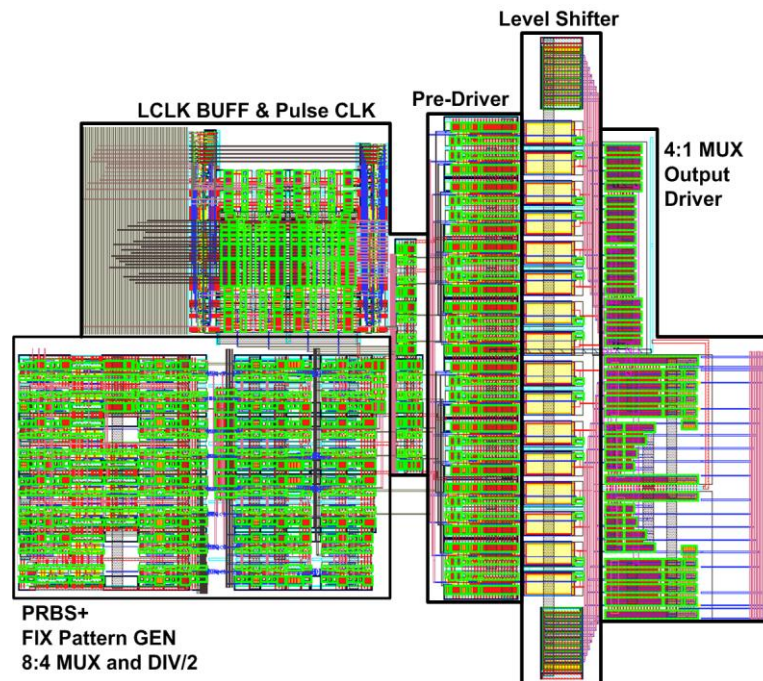 Level Shifter
LCLK BUFF & Pulse CLK
Pre-Driver
4:1 MUX
Output
Driver
PRBS+
FIX Pattern GEN
8:4 MUX and DIV/2